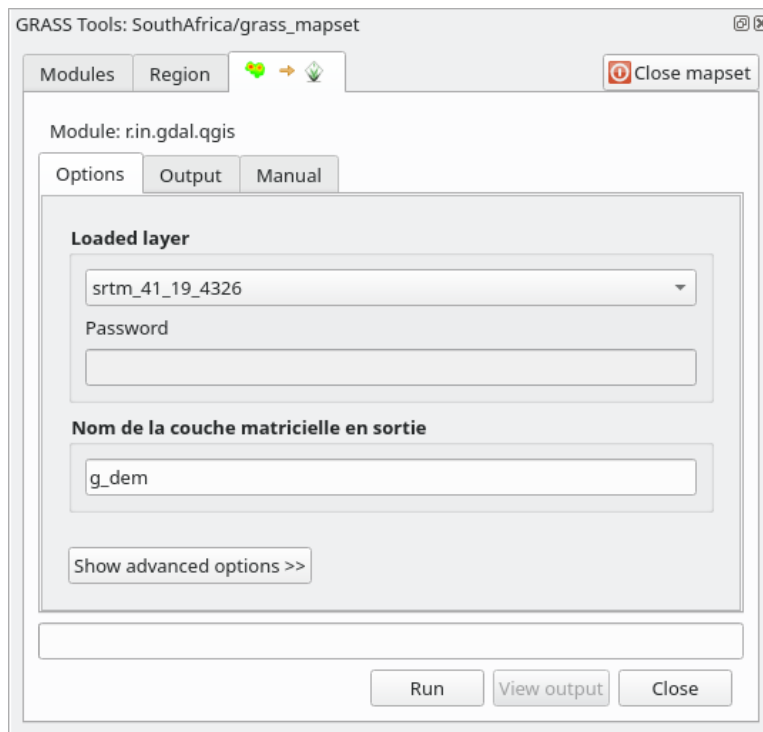 GRASS Tools: SouthAfrica/grass_mapset
Modules Region Close mapset
Module: r.in.gdal.qgis
Options Output Manual
Loaded layer
srtm_41_19_4326
Password
Nom de la couche matricielle en sortie
g_dem
Show advanced options >>
Run View output Close